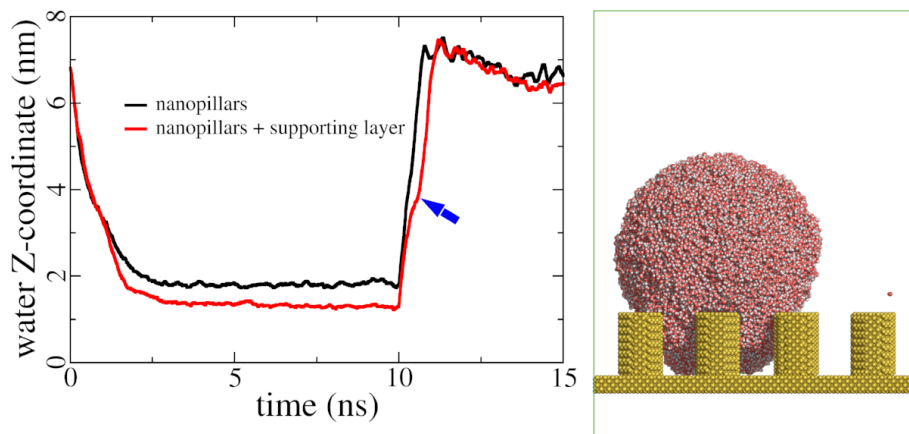 8
6
4
2
0
water Z-coordinate (nm)
nanopillars
nanopillars + supporting layer
0 5 10 15
time (ns)